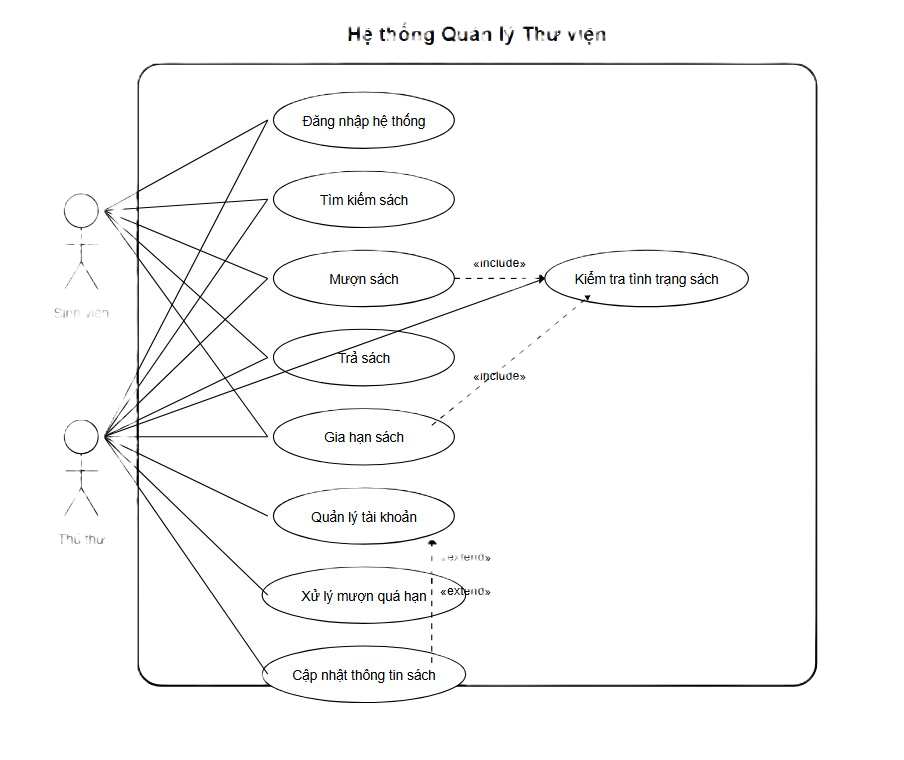 Hệ thống Quản lý Thư viện
Đăng nhập hệ thống
Tìm kiếm sách
Mượn sách
«include»
Kiểm tra tình trạng sách
Sinh viên
Trả sách
«include»
Gia hạn sách
Quản lý tài khoản
Thủ thư
«extend»
Xử lý mượn quá hạn
«extend»
Cập nhật thông tin sách